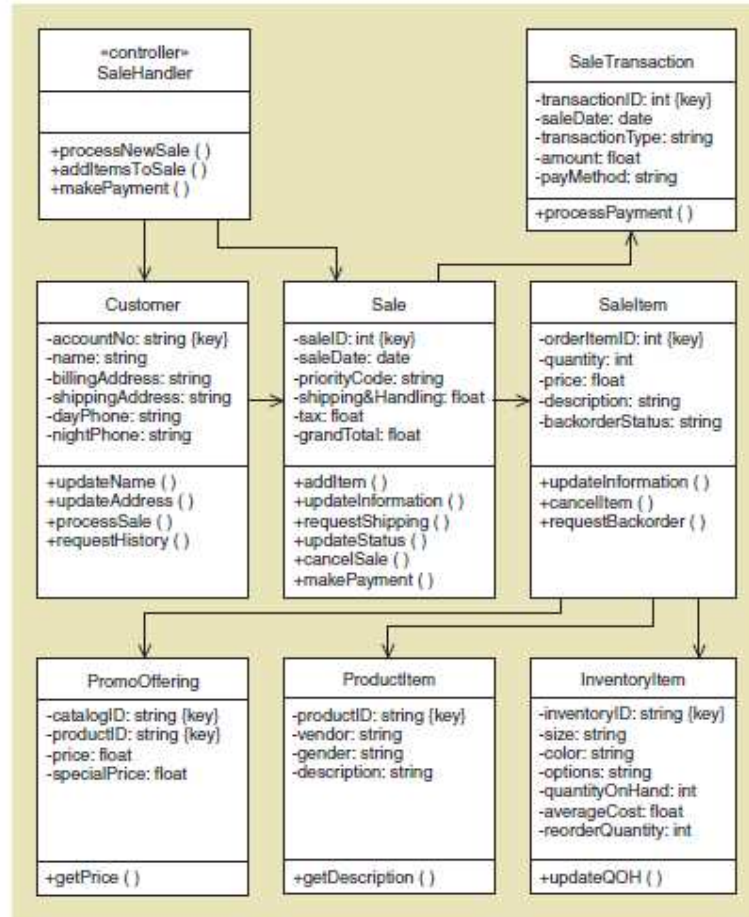 «controller»
SaleHandler
+processNewSale ( )
+addItemsToSale ( )
+makePayment ( )
SaleTransaction
-transactionID: int {key}
-saleDate: date
-transactionType: string
-amount: float
-payMethod: string
+processPayment ( )
Customer
-accountNo: string {key}
-name: string
-billingAddress: string
-shippingAddress: string
-dayPhone: string
-nightPhone: string
+updateName ( )
+updateAddress ( )
+processSale ( )
+requestHistory ( )
Sale
-saleID: int {key}
-saleDate: date
-priorityCode: string
-shipping&Handling: float
-tax: float
-grandTotal: float
+addItem ( )
+updateInformation ( )
+requestShipping ( )
+updateStatus ( )
+cancelSale ( )
+makePayment ( )
SaleItem
-orderItemID: int {key}
-quantity: int
-price: float
-description: string
-backorderStatus: string
+updateInformation ( )
+cancelItem ( )
+requestBackorder ( )
PromoOffering
-catalogID: string {key}
-productID: string {key}
-price: float
-specialPrice: float
+getPrice ( )
ProductItem
-productID: string {key}
-vendor: string
-gender: string
-description: string
+getDescription ( )
InventoryItem
-inventoryID: string {key}
-size: string
-color: string
-options: string
-quantityOnHand: int
-averageCost: float
-reorderQuantity: int
+updateQOH ( )